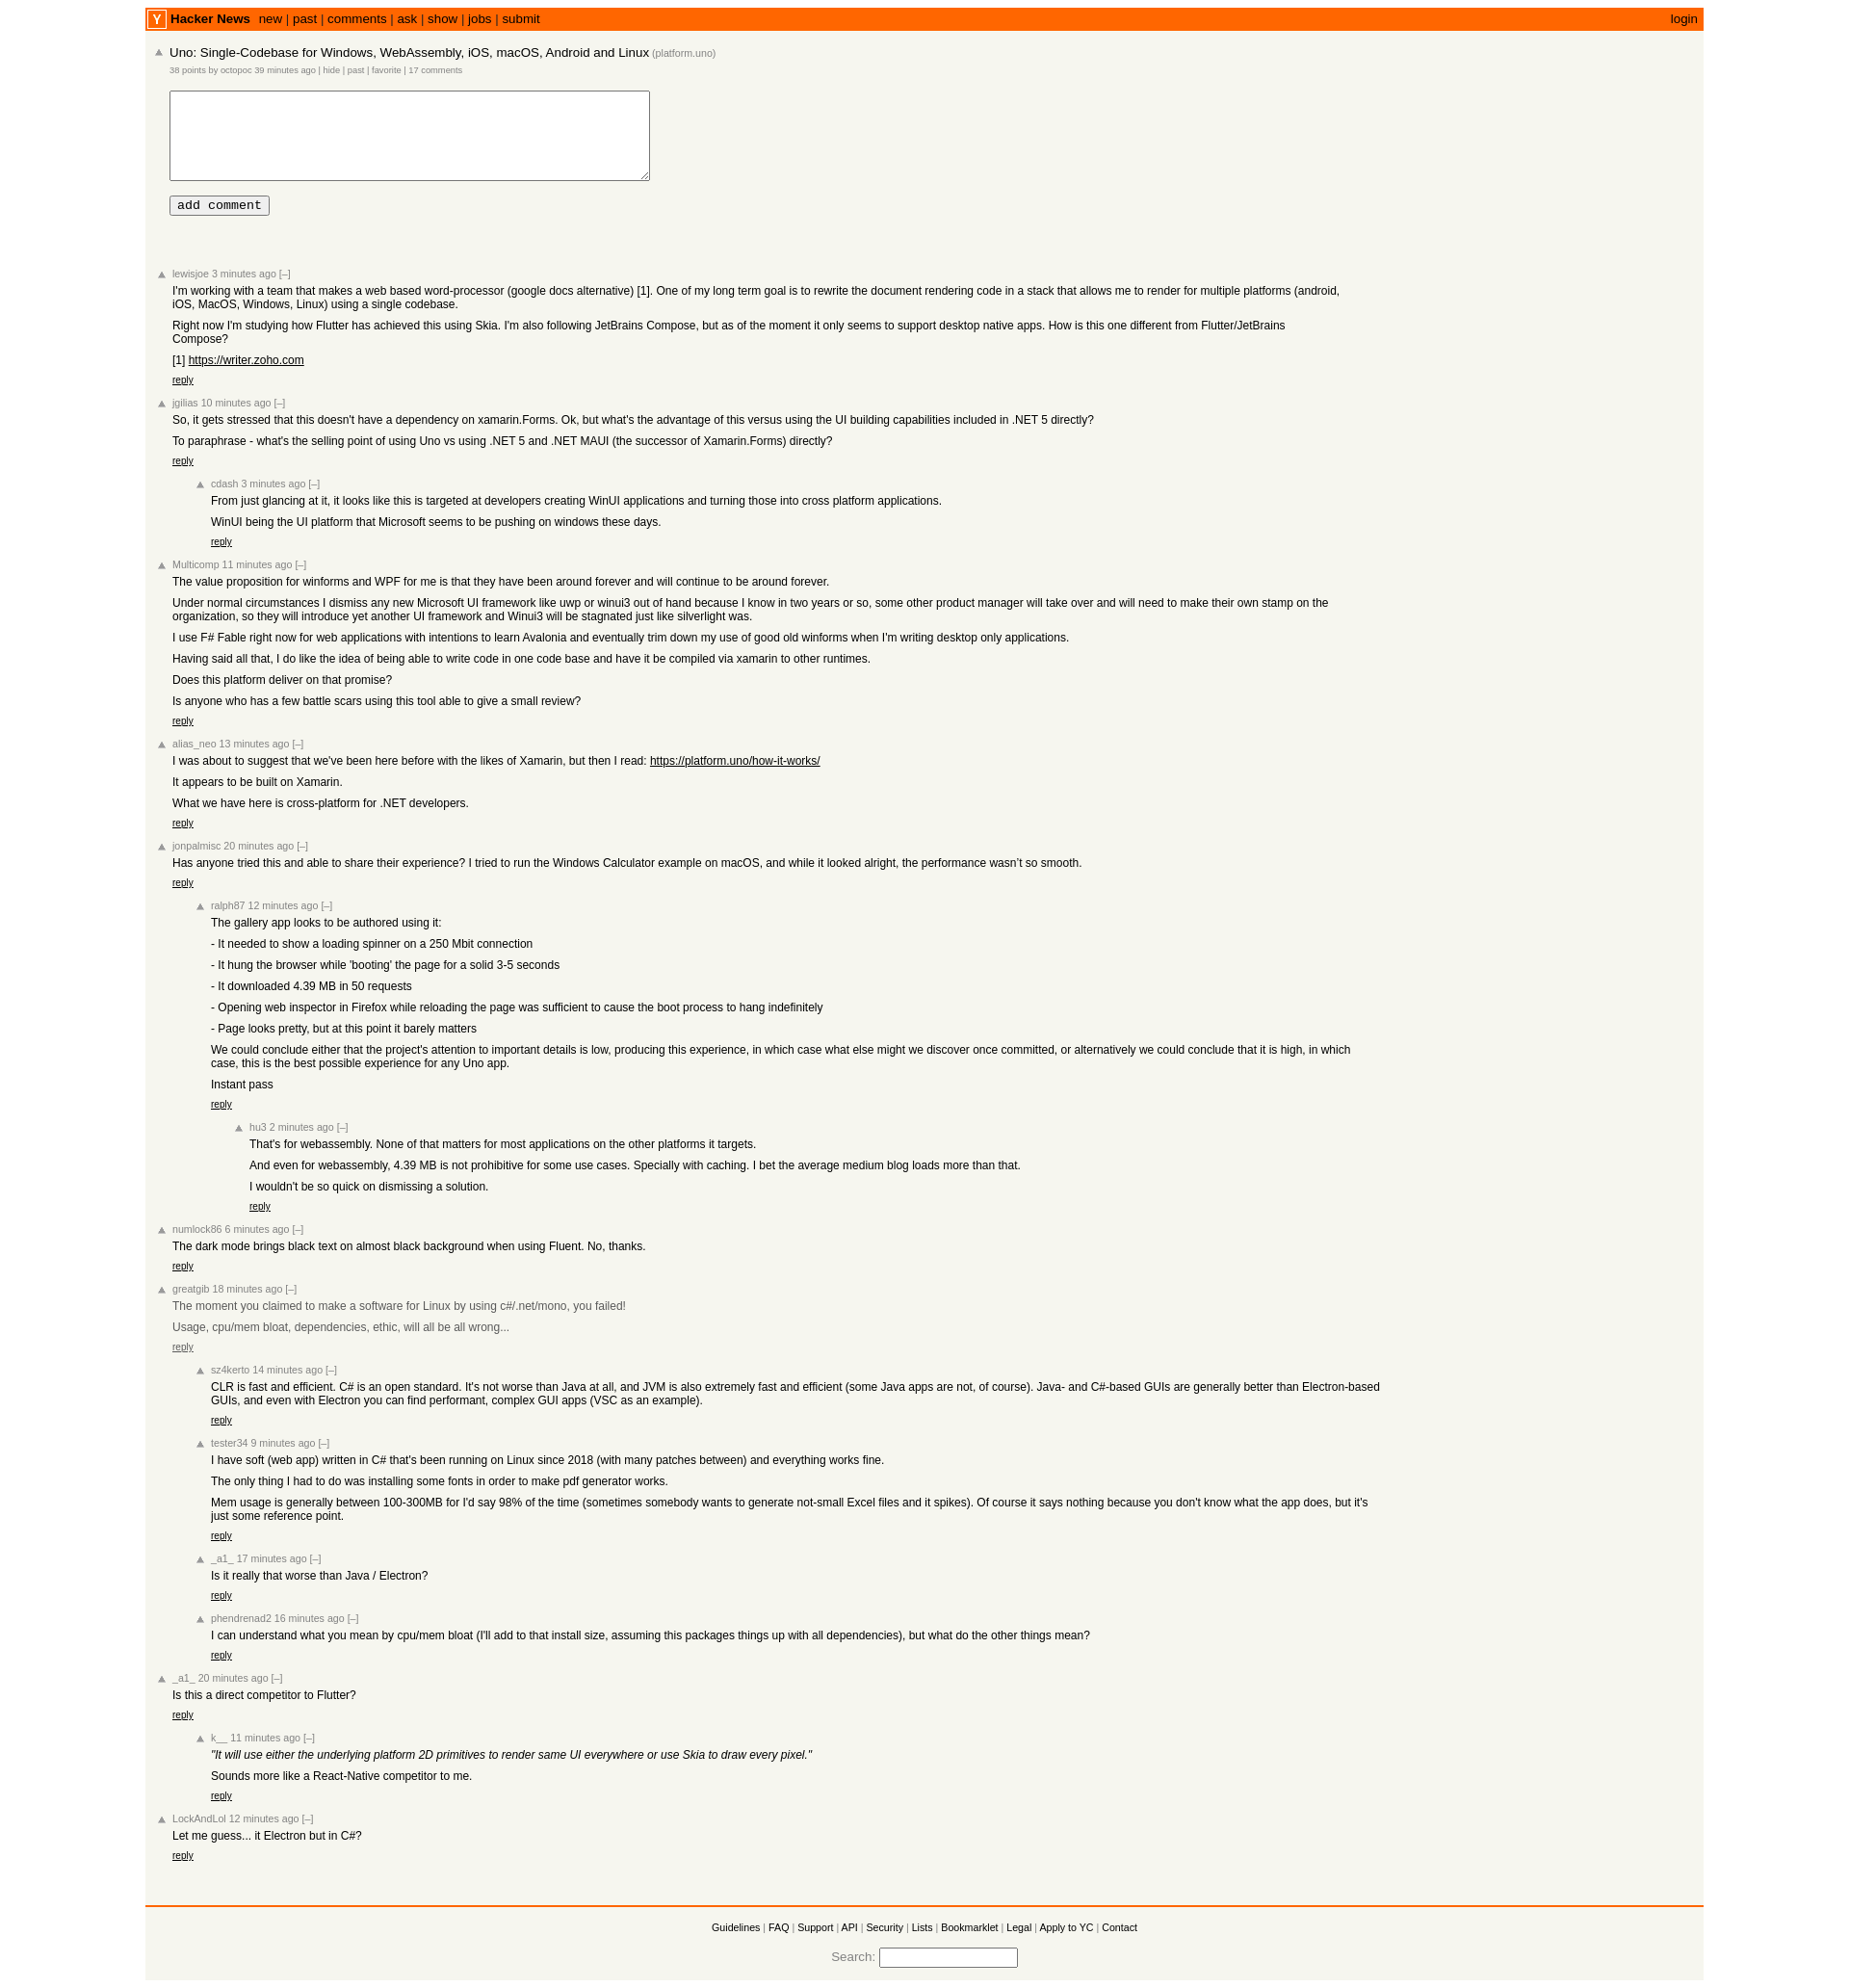 Y Hacker News new | past | comments | ask | show | jobs | submit login
Uno: Single-Codebase for Windows, WebAssembly, iOS, macOS, Android and Linux (platform.uno)
38 points by octopoc 39 minutes ago | hide | past | favorite | 17 comments
add comment
lewisjoe 3 minutes ago [–]
I'm working with a team that makes a web based word-processor (google docs alternative) [1]. One of my long term goal is to rewrite the document rendering code in a stack that allows me to render for multiple platforms (android,
iOS, MacOS, Windows, Linux) using a single codebase.
Right now I'm studying how Flutter has achieved this using Skia. I'm also following JetBrains Compose, but as of the moment it only seems to support desktop native apps. How is this one different from Flutter/JetBrains
Compose?
[1] https://writer.zoho.com
reply
jgilias 10 minutes ago [–]
So, it gets stressed that this doesn't have a dependency on xamarin.Forms. Ok, but what's the advantage of this versus using the UI building capabilities included in .NET 5 directly?
To paraphrase - what's the selling point of using Uno vs using .NET 5 and .NET MAUI (the successor of Xamarin.Forms) directly?
reply
cdash 3 minutes ago [–]
From just glancing at it, it looks like this is targeted at developers creating WinUI applications and turning those into cross platform applications.
WinUI being the UI platform that Microsoft seems to be pushing on windows these days.
reply
Multicomp 11 minutes ago [–]
The value proposition for winforms and WPF for me is that they have been around forever and will continue to be around forever.
Under normal circumstances I dismiss any new Microsoft UI framework like uwp or winui3 out of hand because I know in two years or so, some other product manager will take over and will need to make their own stamp on the
organization, so they will introduce yet another UI framework and Winui3 will be stagnated just like silverlight was.
I use F# Fable right now for web applications with intentions to learn Avalonia and eventually trim down my use of good old winforms when I'm writing desktop only applications.
Having said all that, I do like the idea of being able to write code in one code base and have it be compiled via xamarin to other runtimes.
Does this platform deliver on that promise?
Is anyone who has a few battle scars using this tool able to give a small review?
reply
alias_neo 13 minutes ago [–]
I was about to suggest that we've been here before with the likes of Xamarin, but then I read: https://platform.uno/how-it-works/
It appears to be built on Xamarin.
What we have here is cross-platform for .NET developers.
reply
jonpalmisc 20 minutes ago [–]
Has anyone tried this and able to share their experience? I tried to run the Windows Calculator example on macOS, and while it looked alright, the performance wasn’t so smooth.
reply
ralph87 12 minutes ago [–]
The gallery app looks to be authored using it:
- It needed to show a loading spinner on a 250 Mbit connection
- It hung the browser while 'booting' the page for a solid 3-5 seconds
- It downloaded 4.39 MB in 50 requests
- Opening web inspector in Firefox while reloading the page was sufficient to cause the boot process to hang indefinitely
- Page looks pretty, but at this point it barely matters
We could conclude either that the project's attention to important details is low, producing this experience, in which case what else might we discover once committed, or alternatively we could conclude that it is high, in which
case, this is the best possible experience for any Uno app.
Instant pass
reply
hu3 2 minutes ago [–]
That's for webassembly. None of that matters for most applications on the other platforms it targets.
And even for webassembly, 4.39 MB is not prohibitive for some use cases. Specially with caching. I bet the average medium blog loads more than that.
I wouldn't be so quick on dismissing a solution.
reply
numlock86 6 minutes ago [–]
The dark mode brings black text on almost black background when using Fluent. No, thanks.
reply
greatgib 18 minutes ago [–]
The moment you claimed to make a software for Linux by using c#/.net/mono, you failed!
Usage, cpu/mem bloat, dependencies, ethic, will all be all wrong...
reply
sz4kerto 14 minutes ago [–]
CLR is fast and efficient. C# is an open standard. It's not worse than Java at all, and JVM is also extremely fast and efficient (some Java apps are not, of course). Java- and C#-based GUIs are generally better than Electron-based
GUIs, and even with Electron you can find performant, complex GUI apps (VSC as an example).
reply
tester34 9 minutes ago [–]
I have soft (web app) written in C# that's been running on Linux since 2018 (with many patches between) and everything works fine.
The only thing I had to do was installing some fonts in order to make pdf generator works.
Mem usage is generally between 100-300MB for I'd say 98% of the time (sometimes somebody wants to generate not-small Excel files and it spikes). Of course it says nothing because you don't know what the app does, but it's
just some reference point.
reply
_a1_ 17 minutes ago [–]
Is it really that worse than Java / Electron?
reply
phendrenad2 16 minutes ago [–]
I can understand what you mean by cpu/mem bloat (I'll add to that install size, assuming this packages things up with all dependencies), but what do the other things mean?
reply
_a1_ 20 minutes ago [–]
Is this a direct competitor to Flutter?
reply
k__ 11 minutes ago [–]
"It will use either the underlying platform 2D primitives to render same UI everywhere or use Skia to draw every pixel."
Sounds more like a React-Native competitor to me.
reply
LockAndLol 12 minutes ago [–]
Let me guess... it Electron but in C#?
reply
Guidelines | FAQ | Support | API | Security | Lists | Bookmarklet | Legal | Apply to YC | Contact
Search: